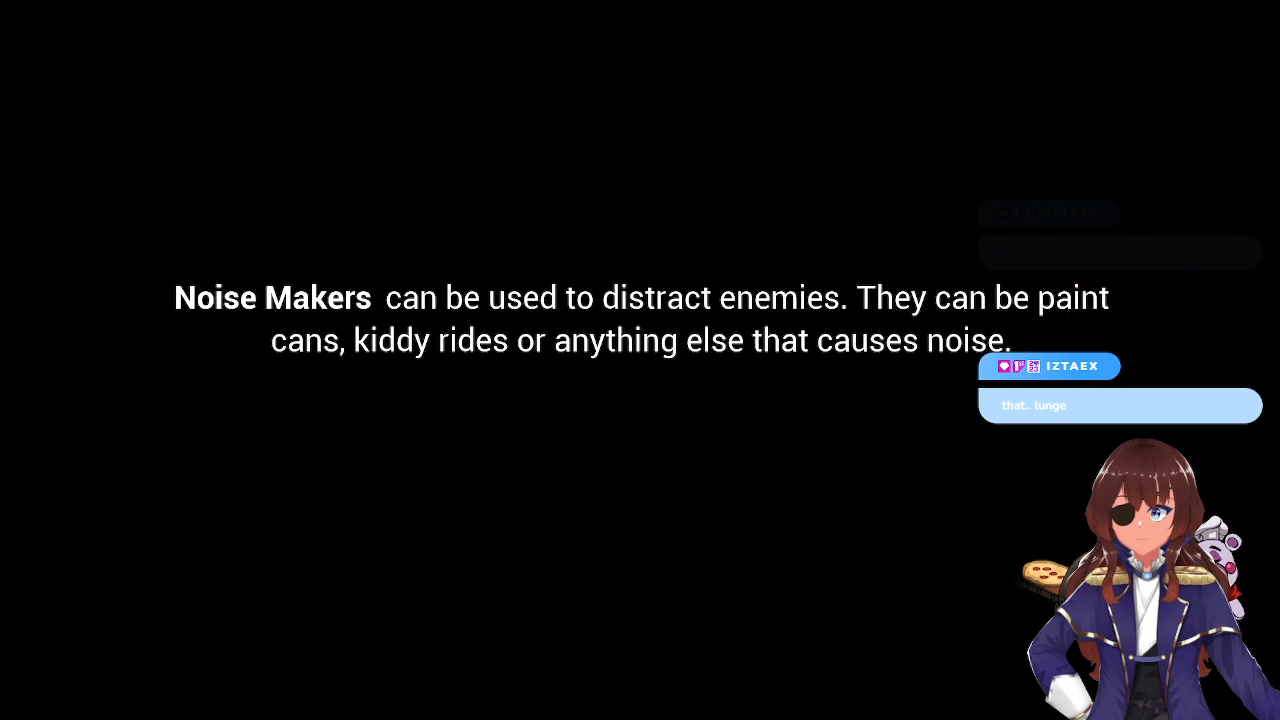 Noise Makers can be used to distract enemies. They can be paint
cans, kiddy rides or anything else that causes noise.
IZTAEX
that.. lunge